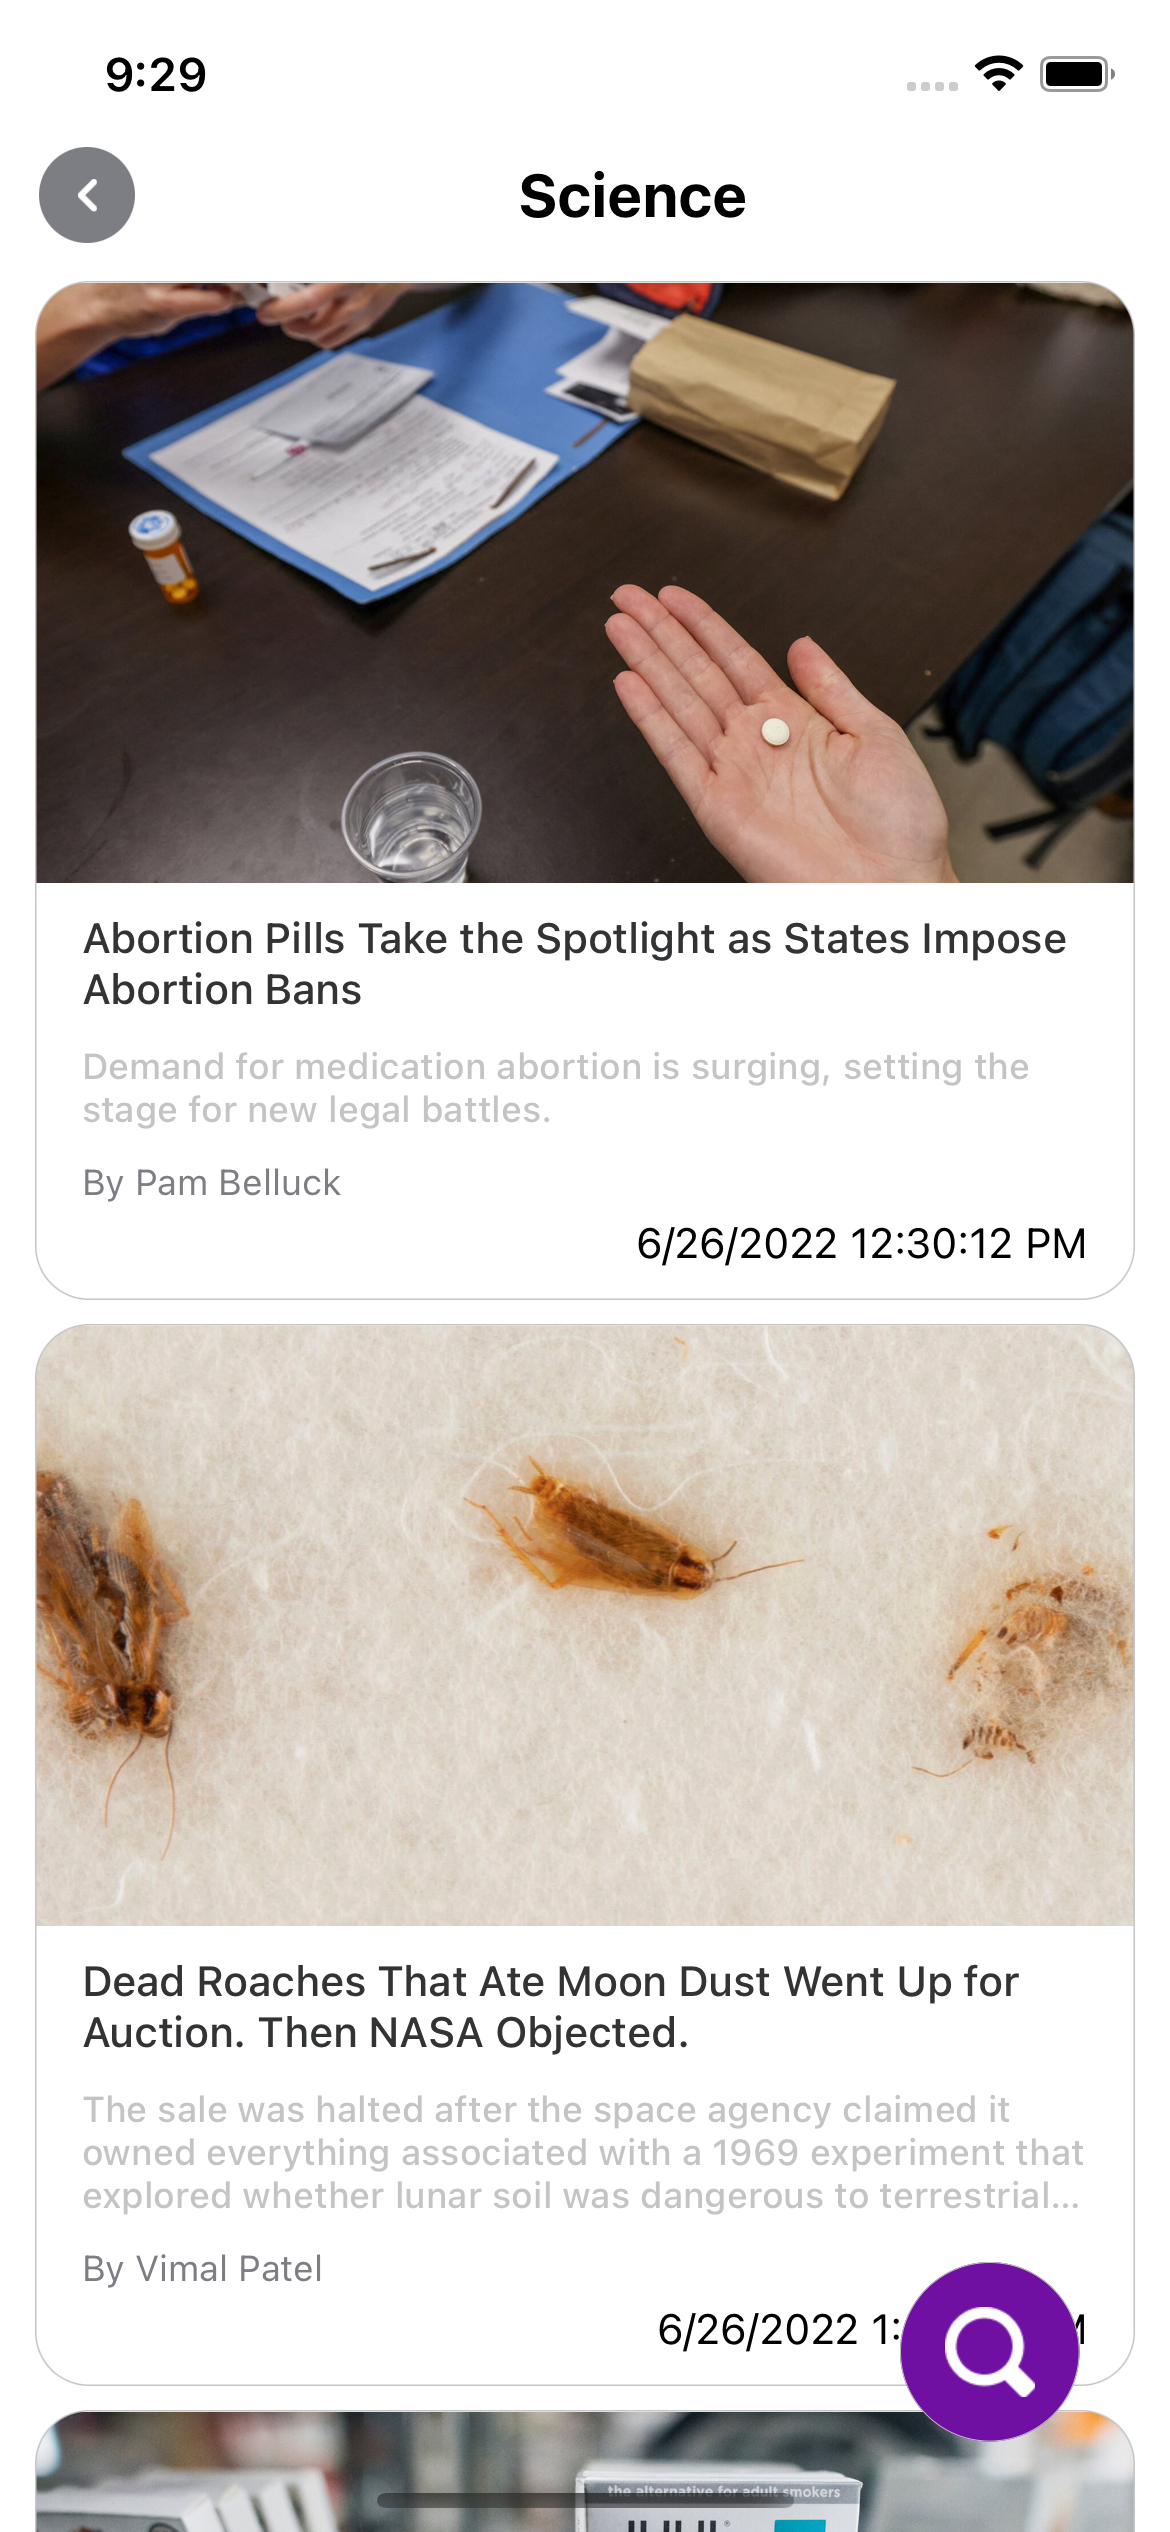 9:29
Science
Abortion Pills Take the Spotlight as States Impose
Abortion Bans
Demand for medication abortion is surging, setting the
stage for new legal battles.
By Pam Belluck
6/26/2022 12:30:12 PM
Dead Roaches That Ate Moon Dust Went Up for
Auction. Then NASA Objected.
The sale was halted after the space agency claimed it
owned everything associated with a 1969 experiment that
explored whether lunar soil was dangerous to terrestrial...
By Vimal Patel
6/26/2022 1:
the alternative for adult smokers